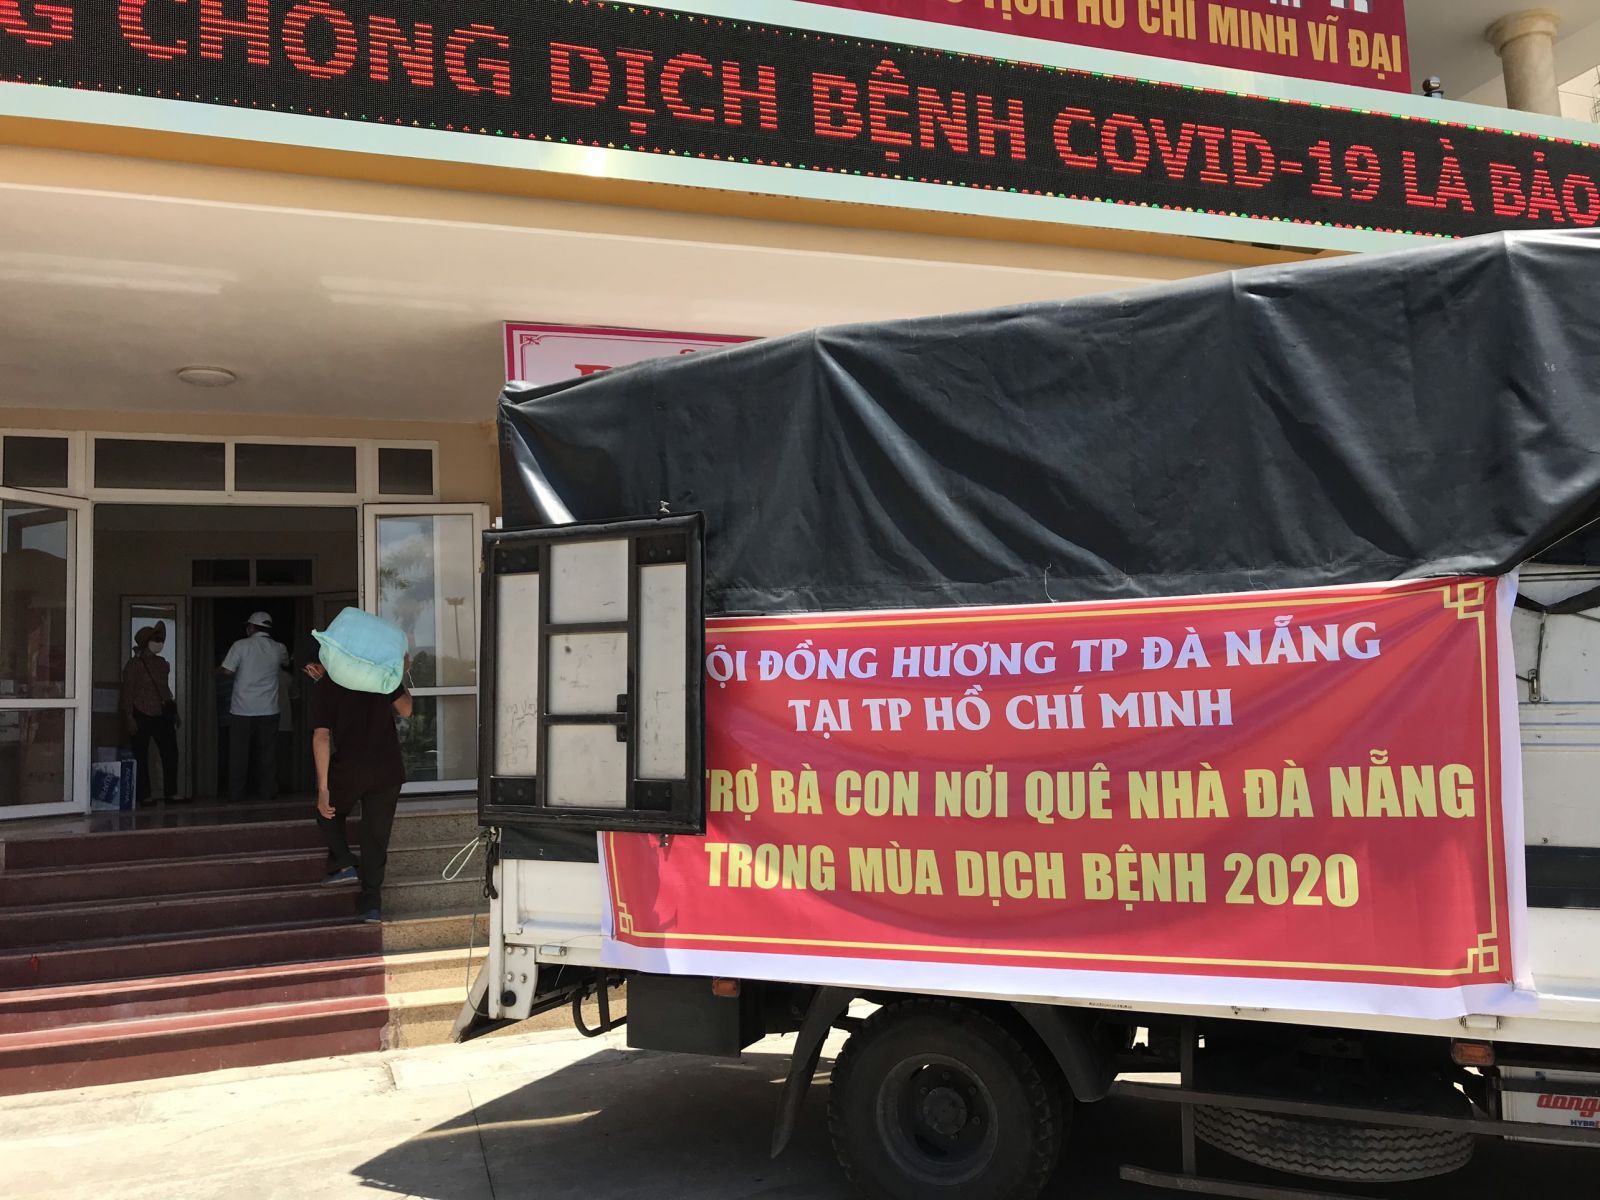 TỊCH HỒ CHÍ MINH VĨ ĐẠI
CHỐNG DỊCH BỆNH COVID-19 LÀ BẢO
ỘI ĐỒNG HƯƠNG TP ĐÀ NẴNG
TẠI TP HỒ CHÍ MINH
TRỢ BÀ CON NƠI QUÊ NHÀ ĐÀ NẴNG
TRONG MÙA DỊCH BỆNH 2020